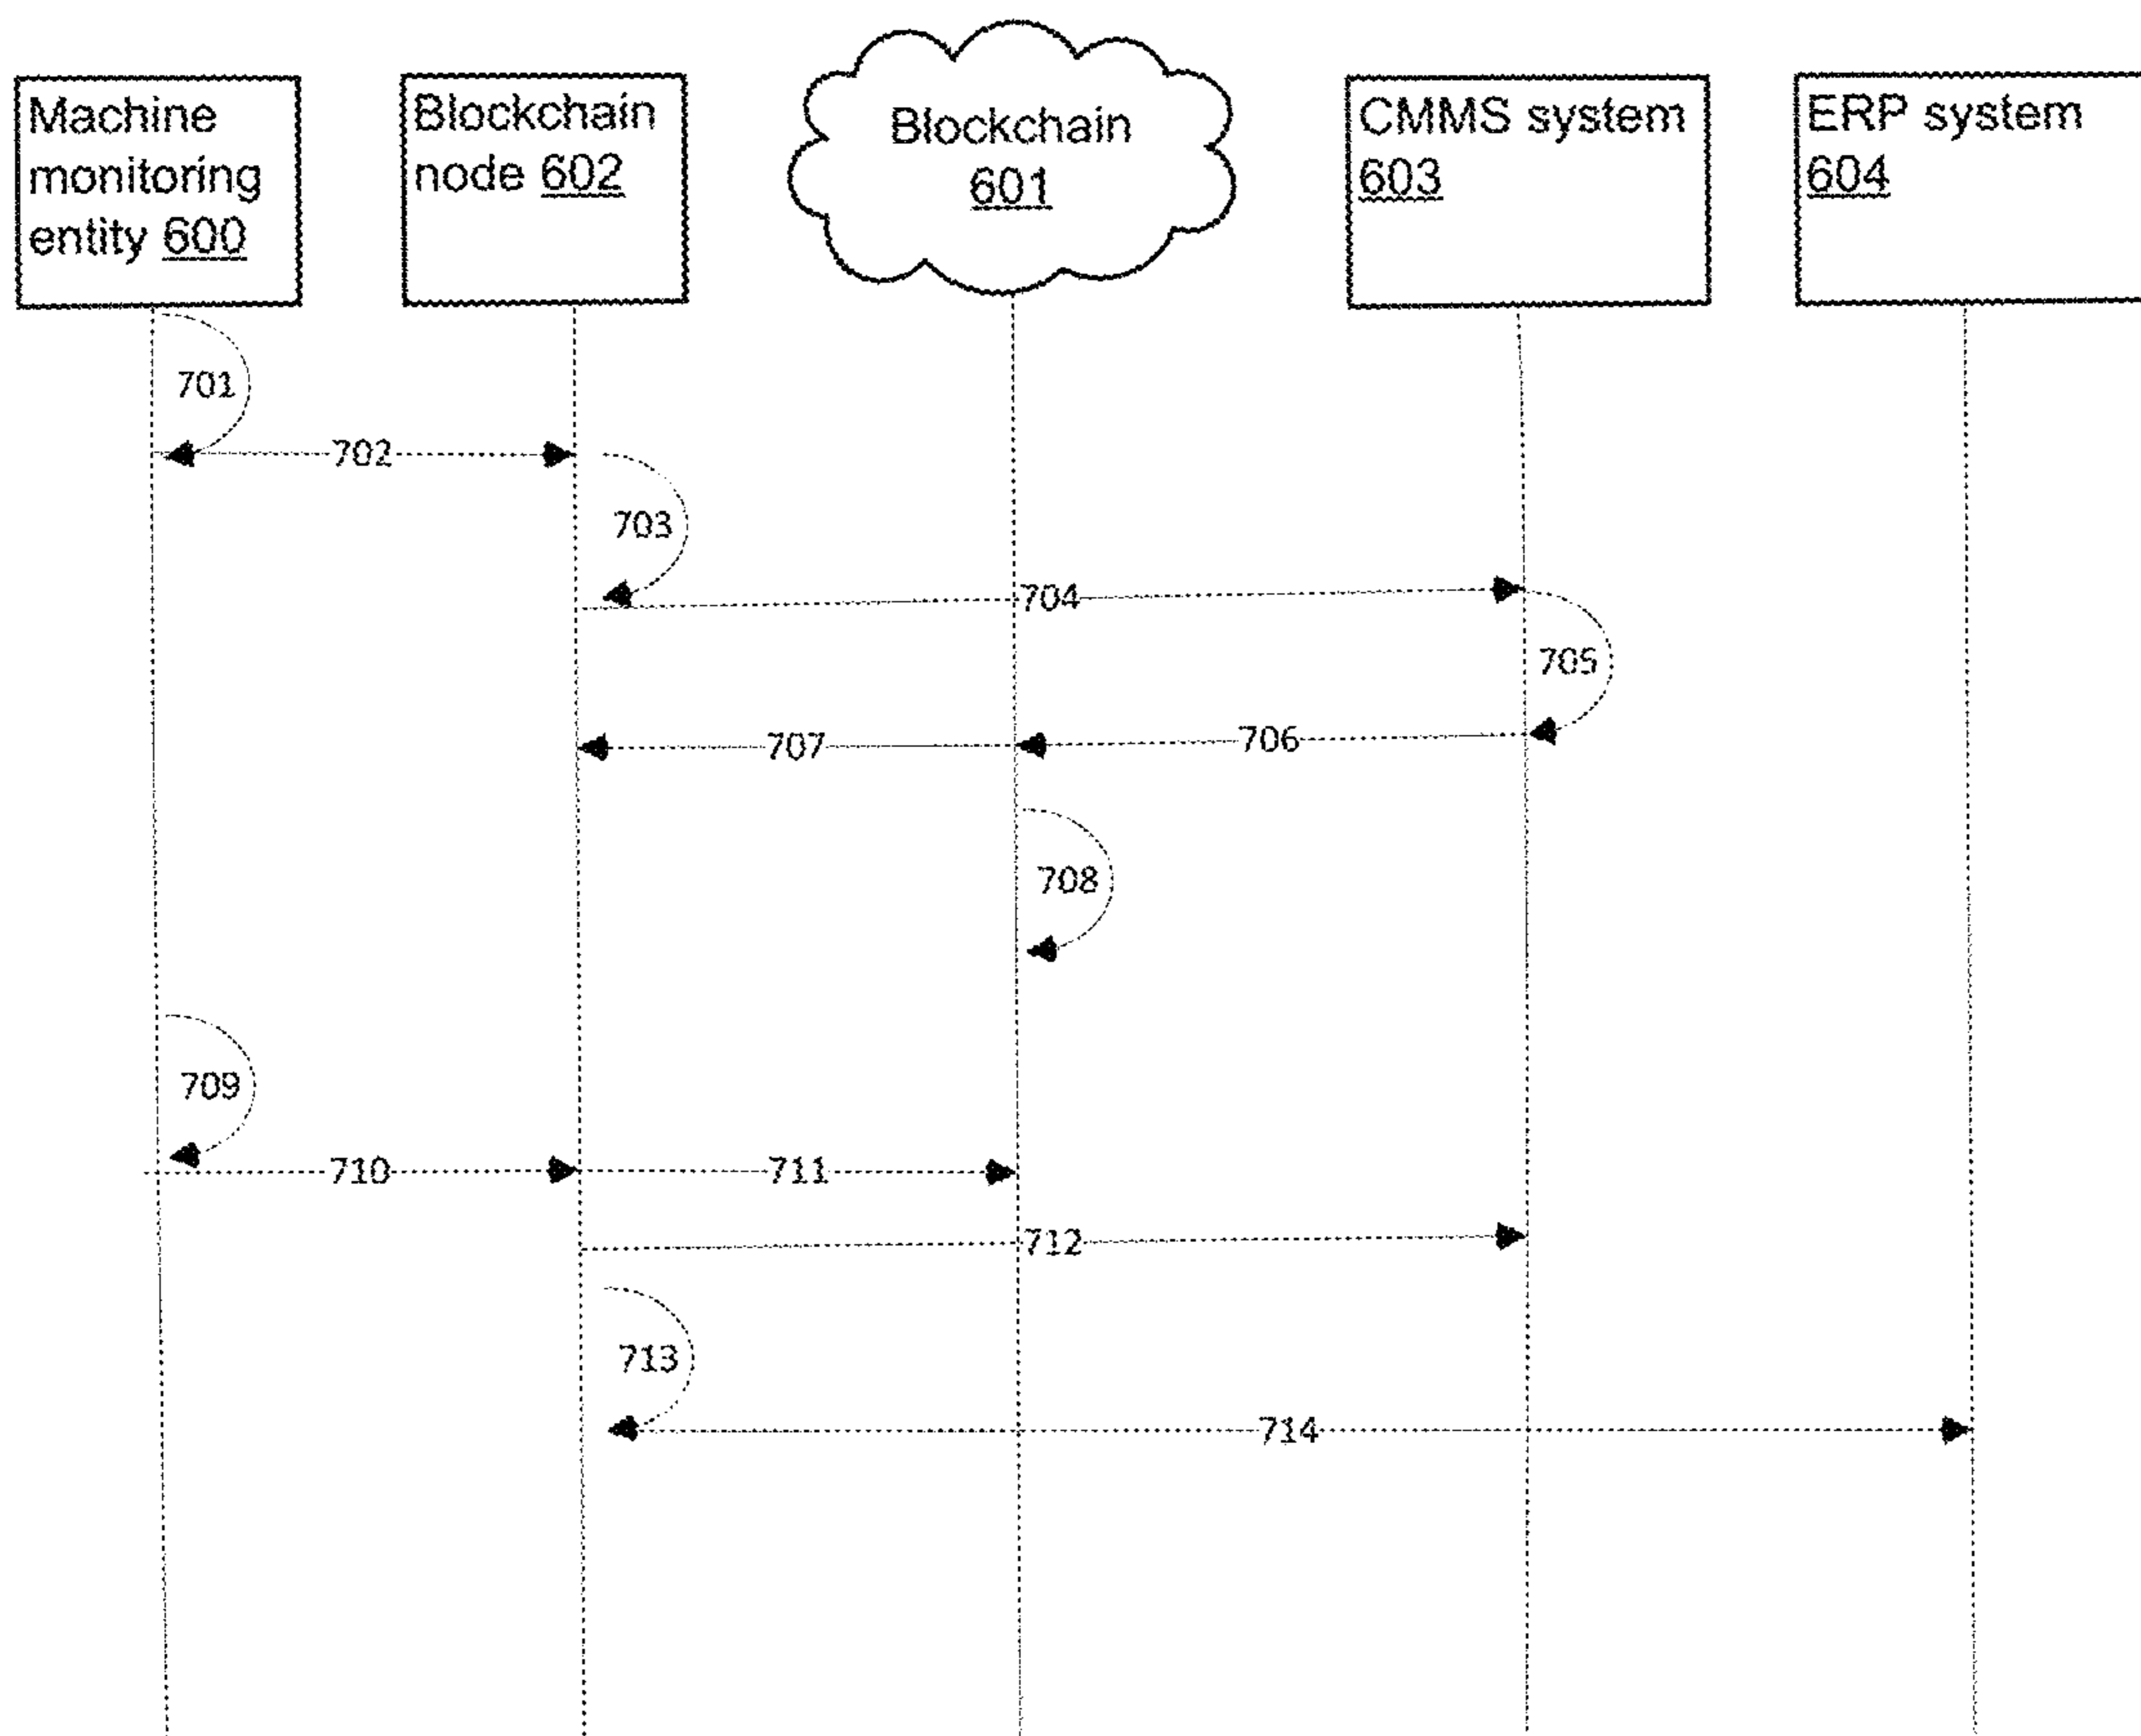 Machine
monitoring
entity 600
Blockchain
node 602
Blockchain
601
CMMS system
603
ERP system
604
701
702
703
704
705
707
706
708
709
710
711
712
713
714